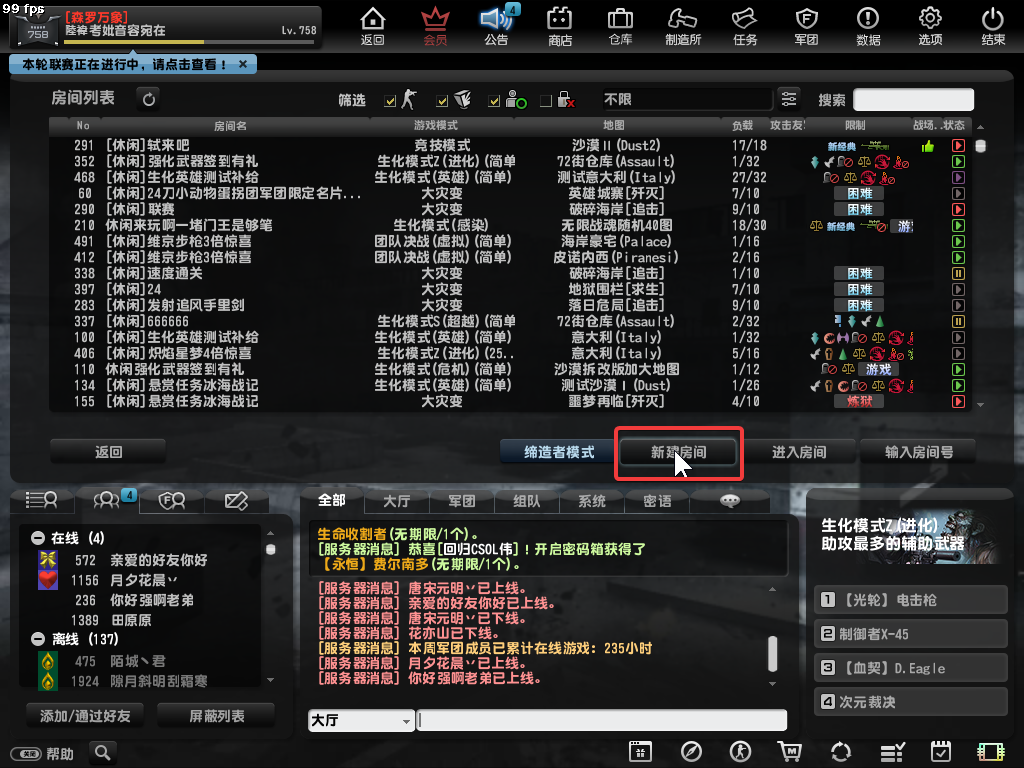 99 fps
758
[森罗万象]
陸褘者妣音容宛在
Lv.758
返回
会员
4
公告
商店
仓库
制造所
任务
军团
数据
选项
结束
本轮联赛正在进行中，请点击查看！ ×
房间列表
筛选
不限
搜索
No 房间名 游戏模式 地图 负载 攻击友 限制 战场.. 状态
291 [休闲]轼来吧 竞技模式 沙漠Ⅱ(Dust2) 17/18 新经典
352 [休闲]强化武器签到有礼 生化模式Z(进化)(简单 72街仓库(Assault) 1/32
468 [休闲]生化英雄测试补给 生化模式(英雄)(简单) 测试意大利(Italy) 27/32
60 [休闲]24刀小动物蛋拐团军团限定名片... 大灾变 英雄城寨[歼灭] 7/10 困难
290 [休闲]联赛 大灾变 破碎海岸[追击] 9/10 困难
210 休闲来玩啊一堵门王是够笔 生化模式(感染) 无限战魂随机40图 18/30 新经典 游
491 [休闲]维京步枪3倍惊喜 团队决战(虚拟)(简单) 海岸豪宅(Palace) 1/16
412 [休闲]维京步枪3倍惊喜 团队决战(虚拟)(简单) 皮诺内西(Piranesi) 2/16
338 [休闲]速度通关 大灾变 破碎海岸[追击] 1/10 困难
397 [休闲]24 大灾变 地狱围栏[求生] 7/10 困难
283 [休闲]发射追风手里剑 大灾变 落日危局[追击] 9/10 困难
337 [休闲]666666 生化模式S(超越)(简单 72街仓库(Assault) 2/32
100 [休闲]生化英雄测试补给 生化模式(英雄)(简单) 意大利(Italy) 1/32
406 [休闲]炽焰星梦4倍惊喜 生化模式Z(进化)(25.. 意大利(Italy) 5/16
110 休闲强化武器签到有礼 生化模式(危机)(简单) 沙漠拆改版加大地图 1/12 游戏
134 [休闲]悬赏任务冰海战记 生化模式(英雄)(简单) 测试沙漠Ⅰ(Dust) 1/26
155 [休闲]悬赏任务冰海战记 大灾变 噩梦再临[歼灭] 4/10 炼狱
返回
缔造者模式
新建房间
进入房间
输入房间号
4
在线 (4)
572 亲爱的好友你好
1156 月夕花晨丷
236 你好强啊老弟
1389 田原原
离线 (137)
475 陌城丶君
1924 隙月斜明刮霜寒
添加/通过好友
屏蔽列表
帮助
全部
大厅
军团
组队
系统
密语
生命收割者(无期限/1个)。
[服务器消息] 恭喜[回归CSOL伟]！开启密码箱获得了
【永恒】费尔南多(无期限/1个)。
[服务器消息] 唐宋元明丷已上线。
[服务器消息] 亲爱的好友你好已上线。
[服务器消息] 唐宋元明丷已下线。
[服务器消息] 花亦山已下线。
[服务器消息] 本周军团成员已累计在线游戏: 235小时
[服务器消息] 月夕花晨丷已上线。
[服务器消息] 你好强啊老弟已上线。
大厅
生化模式Z(进化)
助攻最多的辅助武器
1 【光轮】电击枪
2 制御者X-45
3 【血契】D.Eagle
4 次元裁决